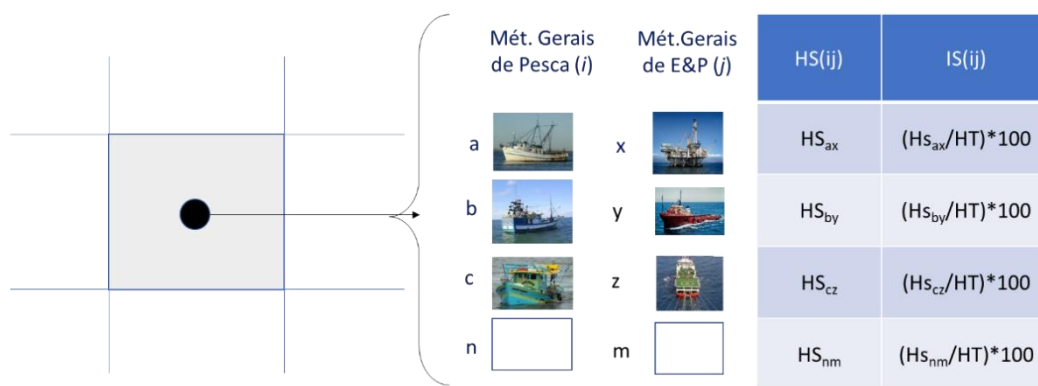 Mét. Gerais de Pesca (i)
Mét.Gerais de E&P (j)
HS(ij) IS(ij)
a x HSax (Hsax/HT)*100
b y HSby (Hsby/HT)*100
c z HScz (Hscz/HT)*100
n m HSnm (Hsnm/HT)*100